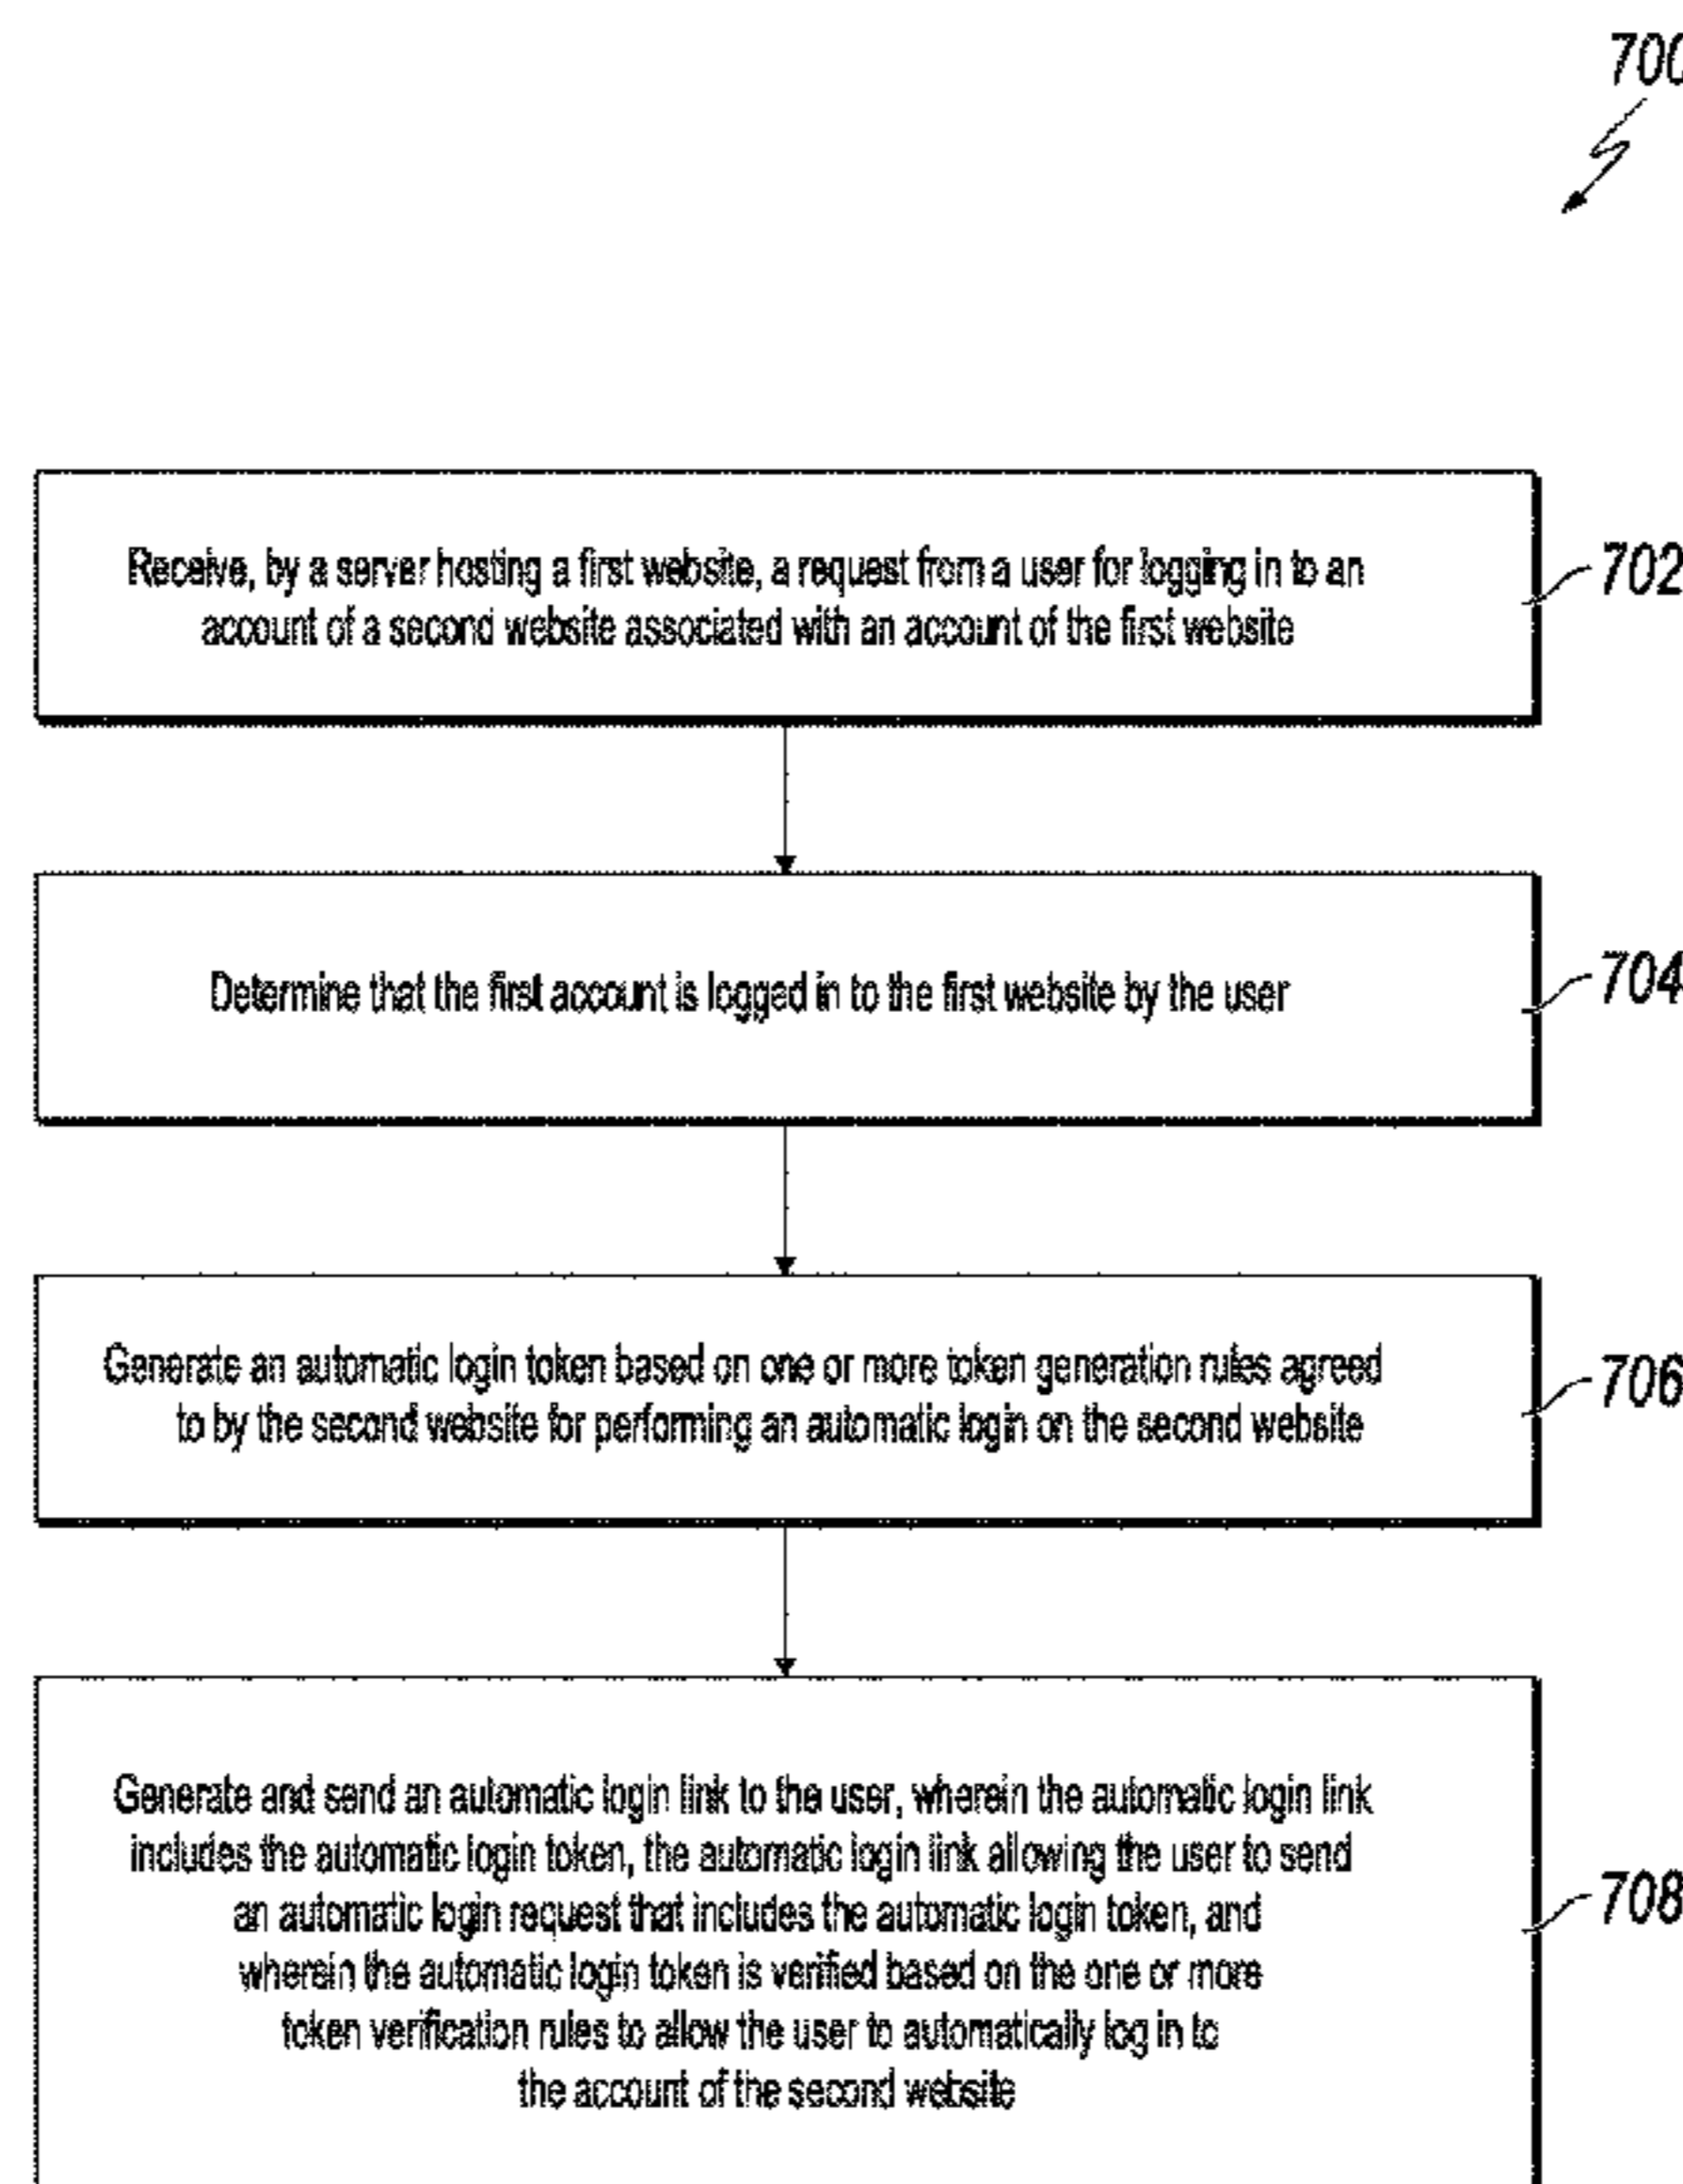 700
Receive, by a server hosting a first website, a request from a user for logging in to an
account of a second website associated with an account of the first website
702
Determine that the first account is logged in to the first website by the user
704
Generate an automatic login token based on one or more token generation rules agreed
to by the second website for performing an automatic login on the second website
706
Generate and send an automatic login link to the user, wherein the automatic login link
includes the automatic login token, the automatic login link allowing the user to send
an automatic login request that includes the automatic login token, and
wherein the automatic login token is verified based on the one or more
token verification rules to allow the user to automatically log in to
the account of the second website
708